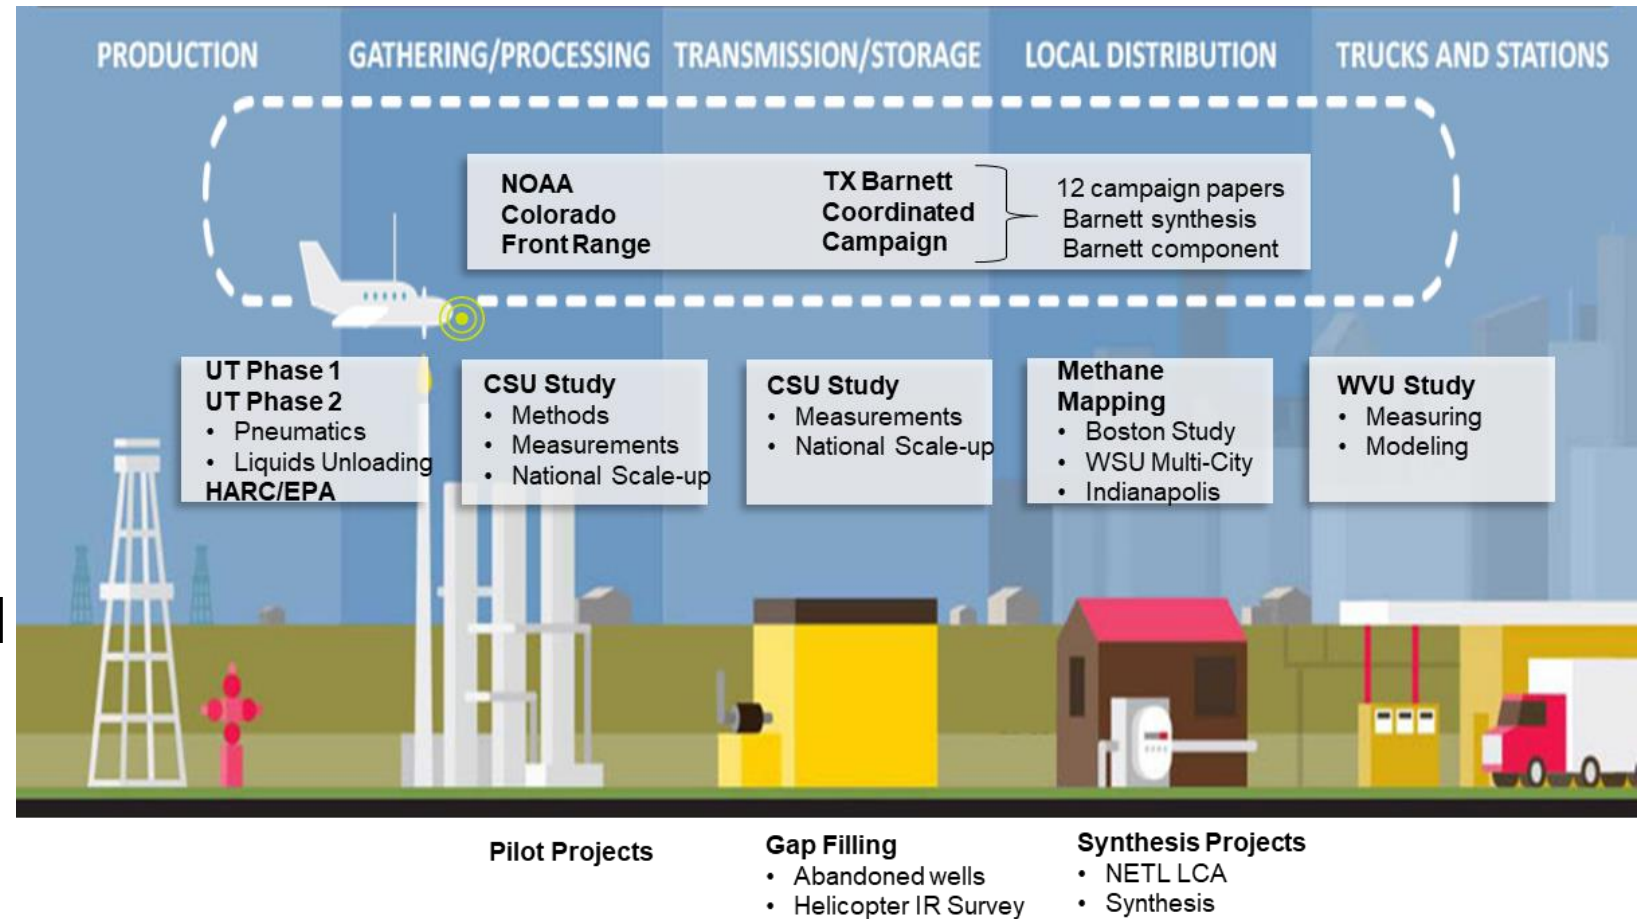 PRODUCTION
GATHERING/PROCESSING
TRANSMISSION/STORAGE
LOCAL DISTRIBUTION
TRUCKS AND STATIONS
NOAA
Colorado
Front Range
TX Barnett
Coordinated
Campaign
12 campaign papers
Barnett synthesis
Barnett component
UT Phase 1
UT Phase 2
• Pneumatics
• Liquids Unloading
HARC/EPA
CSU Study
• Methods
• Measurements
• National Scale-up
CSU Study
• Measurements
• National Scale-up
Methane
Mapping
• Boston Study
• WSU Multi-City
• Indianapolis
WVU Study
• Measuring
• Modeling
Pilot Projects
Gap Filling
• Abandoned wells
• Helicopter IR Survey
Synthesis Projects
• NETL LCA
• Synthesis